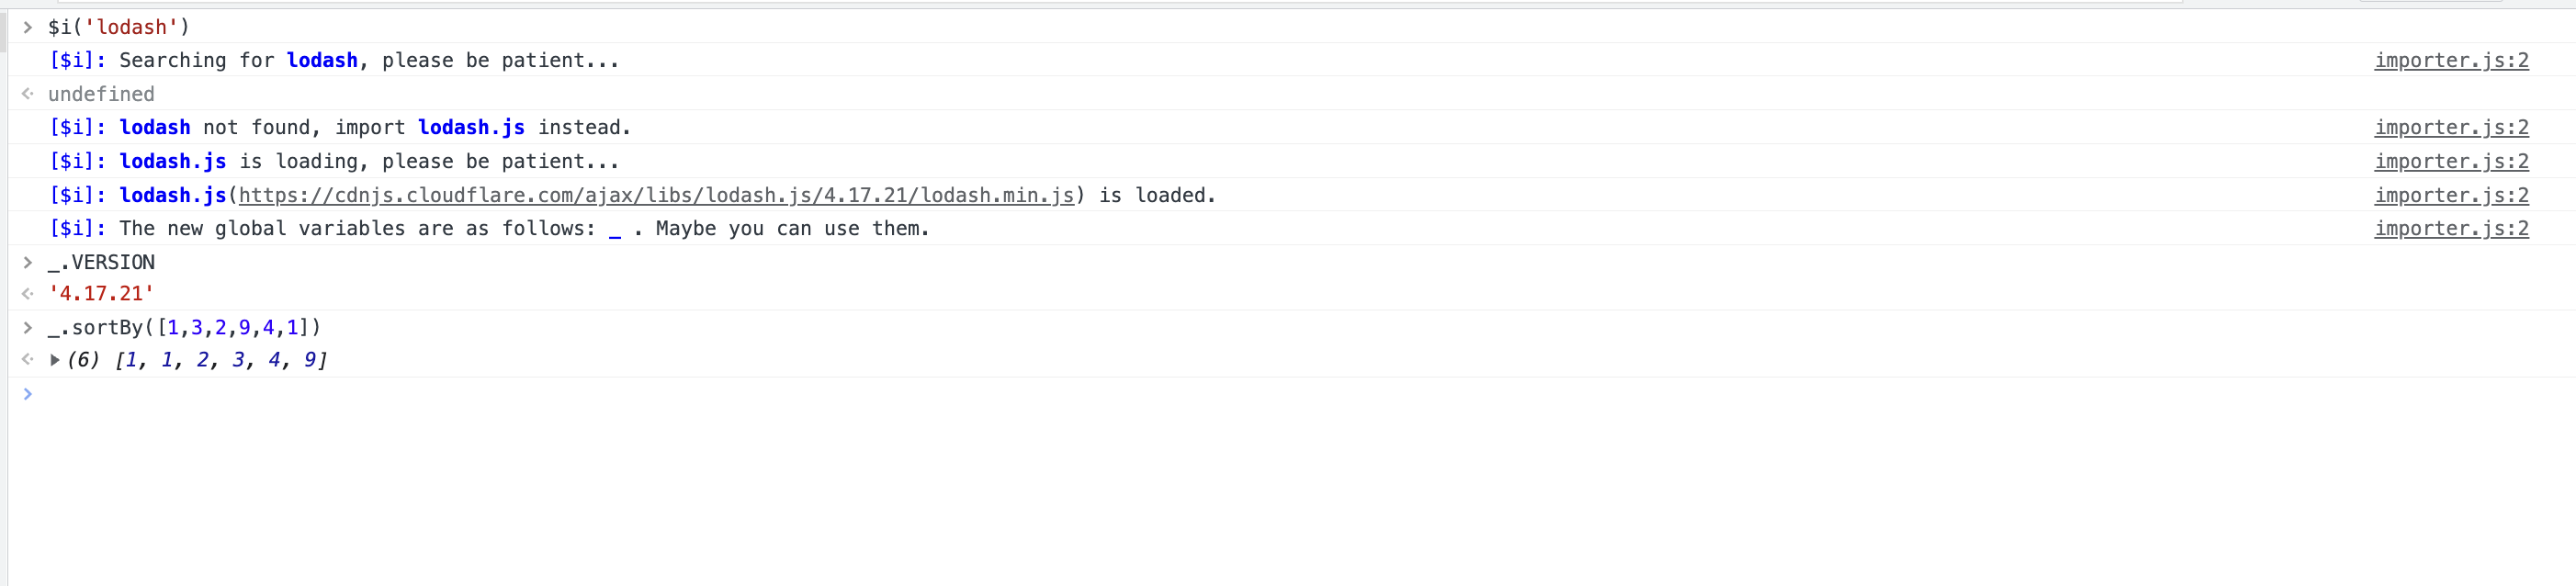 > $i('lodash')
[$i]: Searching for lodash, please be patient... importer.js:2
undefined
[$i]: lodash not found, import lodash.js instead. importer.js:2
[$i]: lodash.js is loading, please be patient... importer.js:2
[$i]: lodash.js(https://cdnjs.cloudflare.com/ajax/libs/lodash.js/4.17.21/lodash.min.js) is loaded. importer.js:2
[$i]: The new global variables are as follows: _ . Maybe you can use them. importer.js:2
> _.VERSION
'4.17.21'
> _.sortBy([1,3,2,9,4,1])
(6) [1, 1, 2, 3, 4, 9]
>